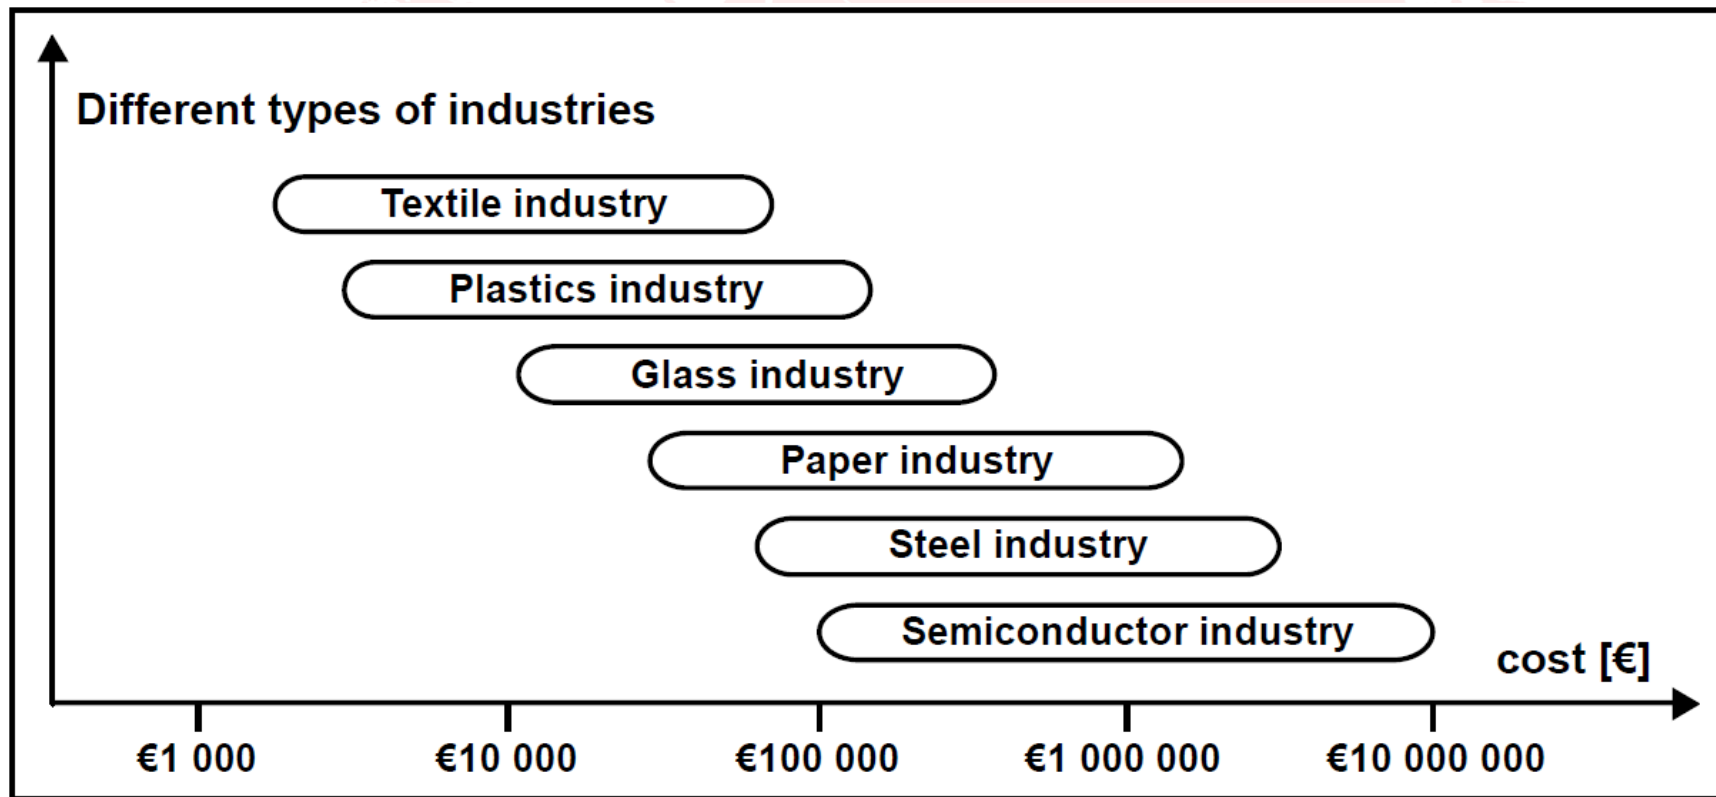 Different types of industries
Textile industry
Plastics industry
Glass industry
Paper industry
Steel industry
Semiconductor industry
cost [€]
€1 000
€10 000
€100 000
€1 000 000
€10 000 000